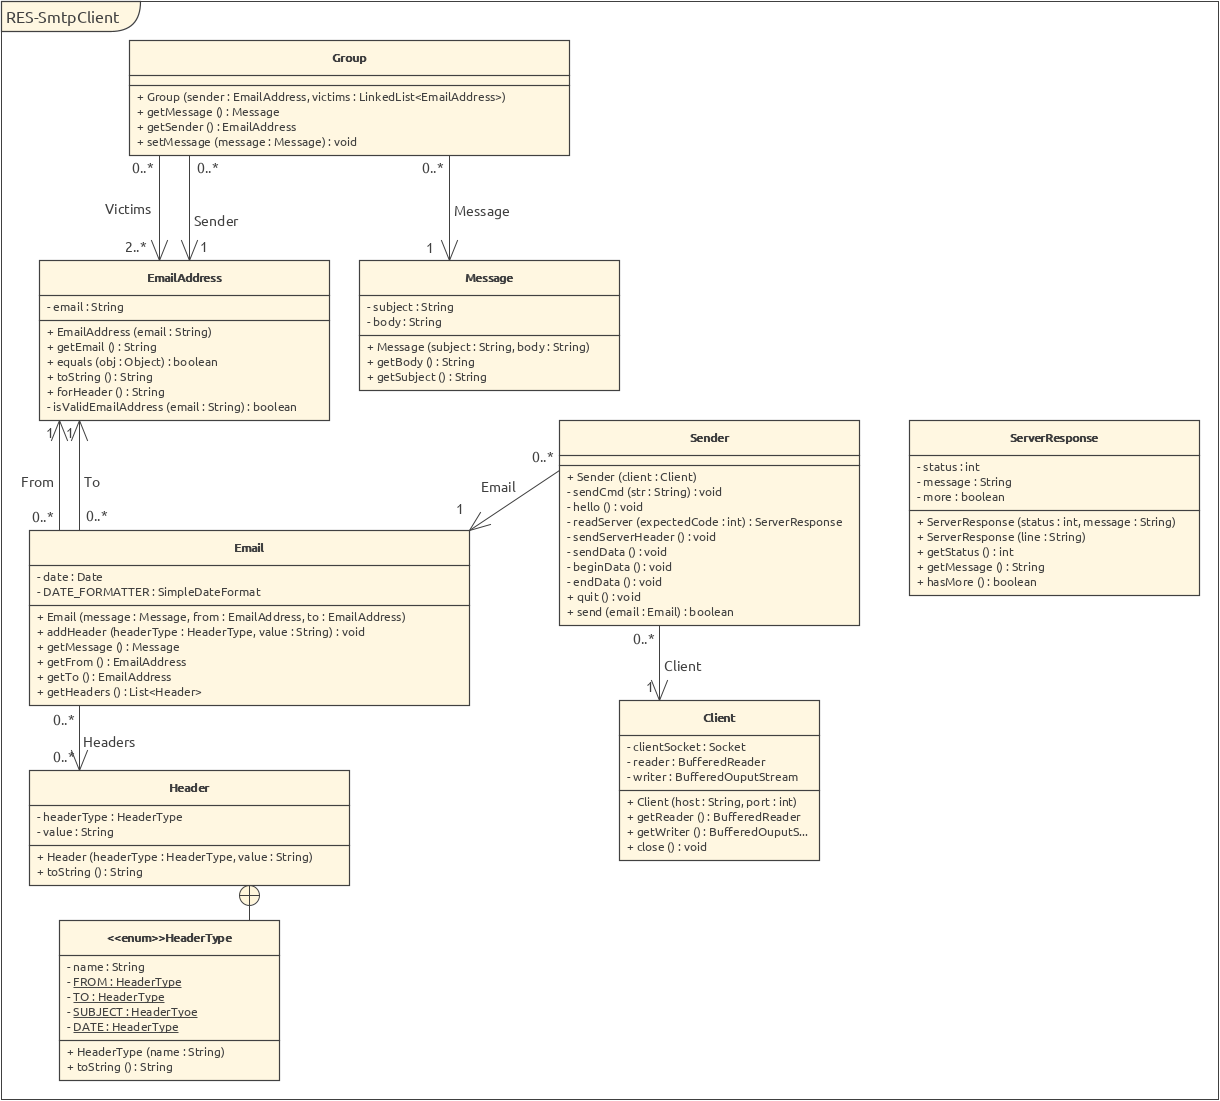 RES-SmtpClient
Group
+ Group (sender : EmailAddress, victims : LinkedList<EmailAddress>)
+ getMessage () : Message
+ getSender () : EmailAddress
+ setMessage (message : Message) : void
0..*
0..*
0..*
Victims
Sender
Message
2..*
1
1
EmailAddress
- email : String
+ EmailAddress (email : String)
+ getEmail () : String
+ equals (obj : Object) : boolean
+ toString () : String
+ forHeader () : String
- isValidEmailAddress (email : String) : boolean
Message
- subject : String
- body : String
+ Message (subject : String, body : String)
+ getBody () : String
+ getSubject () : String
1
1
From
To
0..*
0..*
0..*
Email
1
Sender
+ Sender (client : Client)
- sendCmd (str : String) : void
- hello () : void
- readServer (expectedCode : int) : ServerResponse
- sendServerHeader () : void
- sendData () : void
- beginData () : void
- endData () : void
+ quit () : void
+ send (email : Email) : boolean
ServerResponse
- status : int
- message : String
- more : boolean
+ ServerResponse (status : int, message : String)
+ ServerResponse (line : String)
+ getStatus () : int
+ getMessage () : String
+ hasMore () : boolean
Email
- date : Date
- DATE_FORMATTER : SimpleDateFormat
+ Email (message : Message, from : EmailAddress, to : EmailAddress)
+ addHeader (headerType : HeaderType, value : String) : void
+ getMessage () : Message
+ getFrom () : EmailAddress
+ getTo () : EmailAddress
+ getHeaders () : List<Header>
0..*
Client
1
Client
- clientSocket : Socket
- reader : BufferedReader
- writer : BufferedOuputStream
+ Client (host : String, port : int)
+ getReader () : BufferedReader
+ getWriter () : BufferedOuputS...
+ close () : void
0..*
Headers
0..*
Header
- headerType : HeaderType
- value : String
+ Header (headerType : HeaderType, value : String)
+ toString () : String
<<enum>>HeaderType
- name : String
- FROM : HeaderType
- TO : HeaderType
- SUBJECT : HeaderTyoe
- DATE : HeaderType
+ HeaderType (name : String)
+ toString () : String